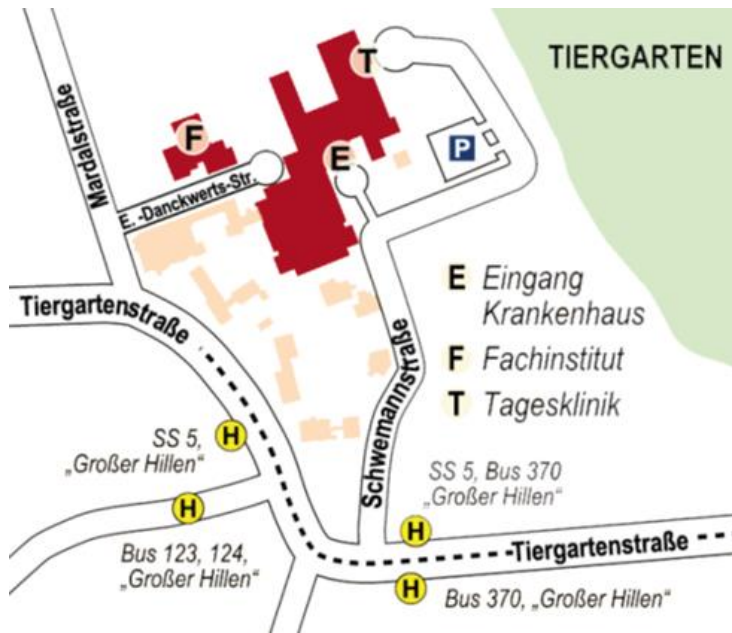 TIERGARTEN
T
F
E
P
Mardalstraße
E. -Danckwerts-Str.
E Eingang
Krankenhaus
F Fachinstitut
T Tagesklinik
Tiergartenstraße
Schwemannstraße
H
SS 5,
„Großer Hillen“
H
Bus 123, 124,
„Großer Hillen“
SS 5, Bus 370
„Großer Hillen“
H
Tiergartenstraße
H
Bus 370, „Großer Hillen“